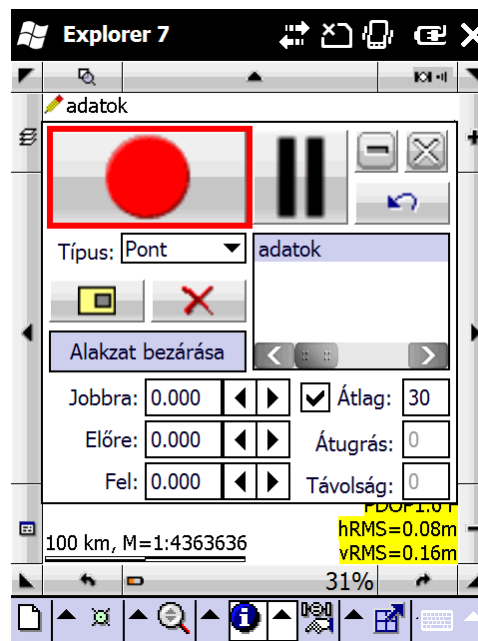 Explorer 7
adatok
Típus: Pont
adatok
Alakzat bezárása
Jobbra: 0.000
Átlag: 30
Előre: 0.000
Átugrás: 0
Fel: 0.000
Távolság: 0
hRMS=0.08m
100 km, M=1:4363636
vRMS=0.16m
31%